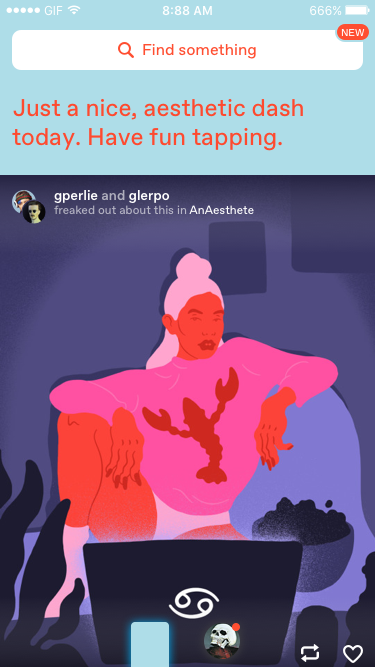 GIF 8:88 AM 666%
NEW
Find something
Just a nice, aesthetic dash
today. Have fun tapping.
gperlie and glerpo
freaked out about this in AnAesthete